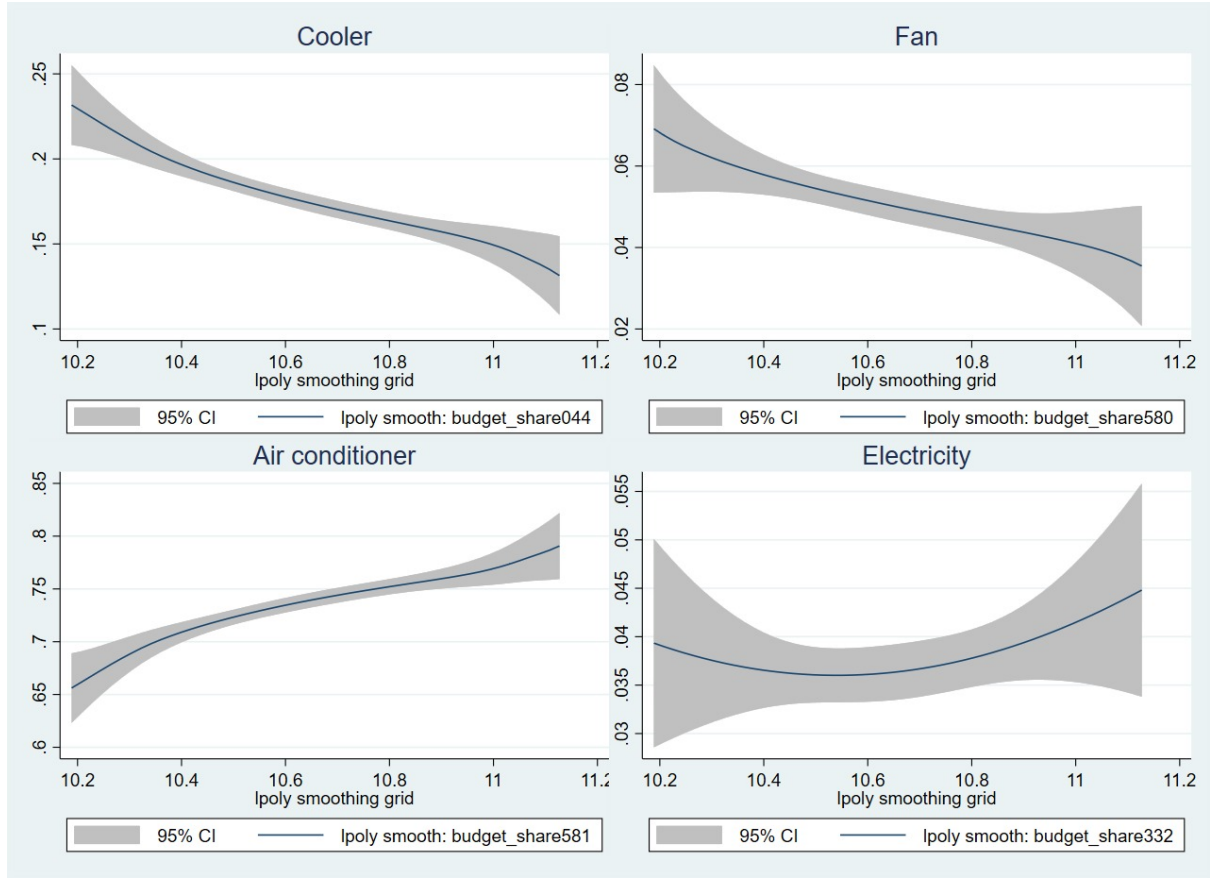 Cooler
.25
.2
.15
.1
10.2 10.4 10.6 10.8 11 11.2
lpoly smoothing grid
95% CI lpoly smooth: budget_share044
Fan
.08
.06
.04
.02
10.2 10.4 10.6 10.8 11 11.2
lpoly smoothing grid
95% CI lpoly smooth: budget_share580
Air conditioner
.85
.8
.75
.7
.65
.6
10.2 10.4 10.6 10.8 11 11.2
lpoly smoothing grid
95% CI lpoly smooth: budget_share581
Electricity
.055
.05
.045
.04
.035
.03
10.2 10.4 10.6 10.8 11 11.2
lpoly smoothing grid
95% CI lpoly smooth: budget_share332